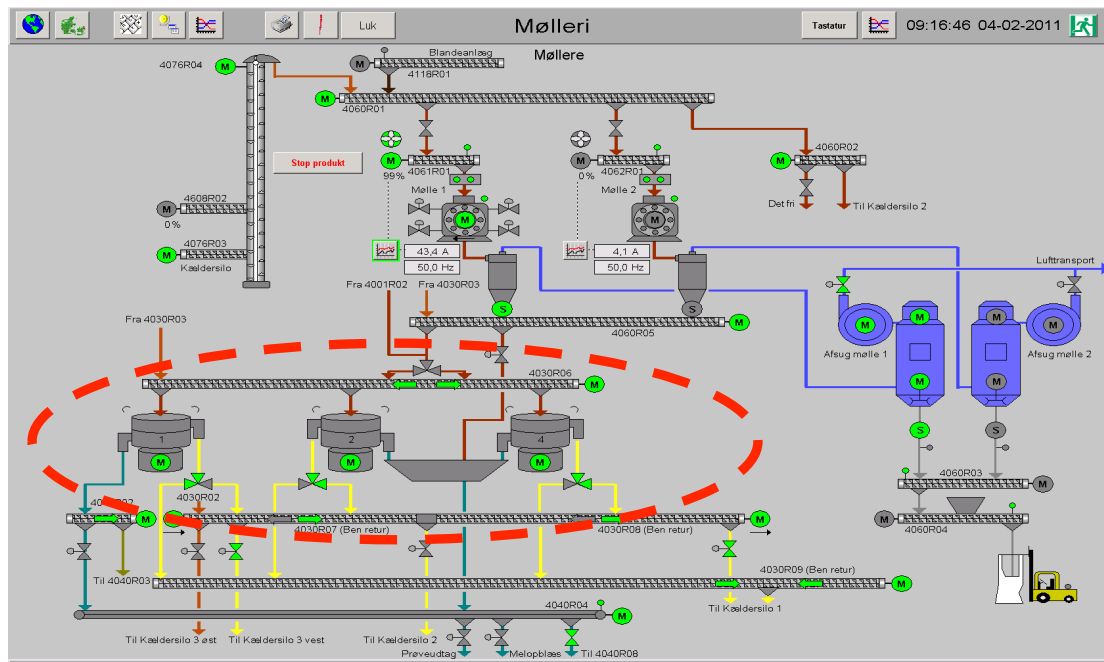 Luk
Mølleri
Tastatur
09:16:46 04-02-2011
Møllere
Blandeanlæg
4076R04
M
M
4118R01
M
4060R01
Stop produkt
M
4061R01
99%
M
4062R01
0%
M
4060R02
4608R02
M
0%
Mølle 1
M
Mølle 2
M
Det fri
Til Kældersilo 2
4076R03
M
Kældersilo
43,4 A
50,0 Hz
4,1 A
50,0 Hz
Lufttransport
Fra 4001R02
Fra 4030R03
S
S
M
M
M
M
Afsug mølle 1
Afsug mølle 2
Fra 4030R03
4060R05
M
M
M
4030R06
M
S
S
1
2
4
M
M
M
4060R03
M
4030R02
M
4030R07 (Ben retur)
4030R08 (Ben retur)
M
M
4060R04
Til 4040R03
4030R09 (Ben retur)
M
Til Kældersilo 1
4040R04
M
Til Kældersilo 3 øst
Til Kældersilo 3 vest
Til Kældersilo 2
Prøveudtag
Melopblæs
Til 4040R08